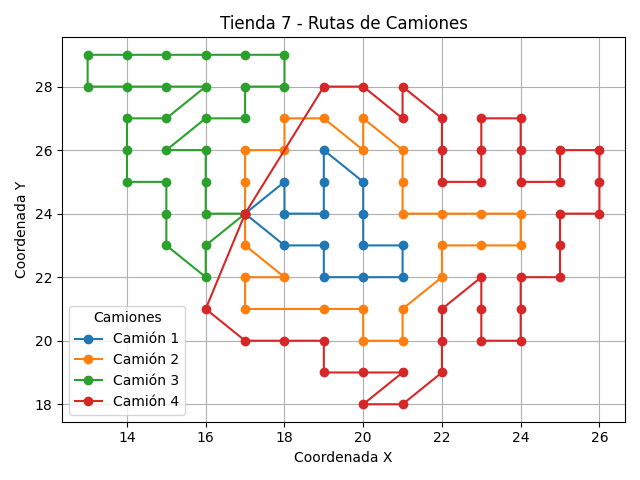 Tienda 7 - Rutas de Camiones
28
26
24
22
20
18
Coordenada Y
Camiones
Camión 1
Camión 2
Camión 3
Camión 4
14 16 18 20 22 24 26
Coordenada X